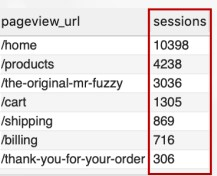 pageview_url sessions
/home 10398
/products 4238
/the-original-mr-fuzzy 3036
/cart 1305
/shipping 869
/billing 716
/thank-you-for-your-order 306